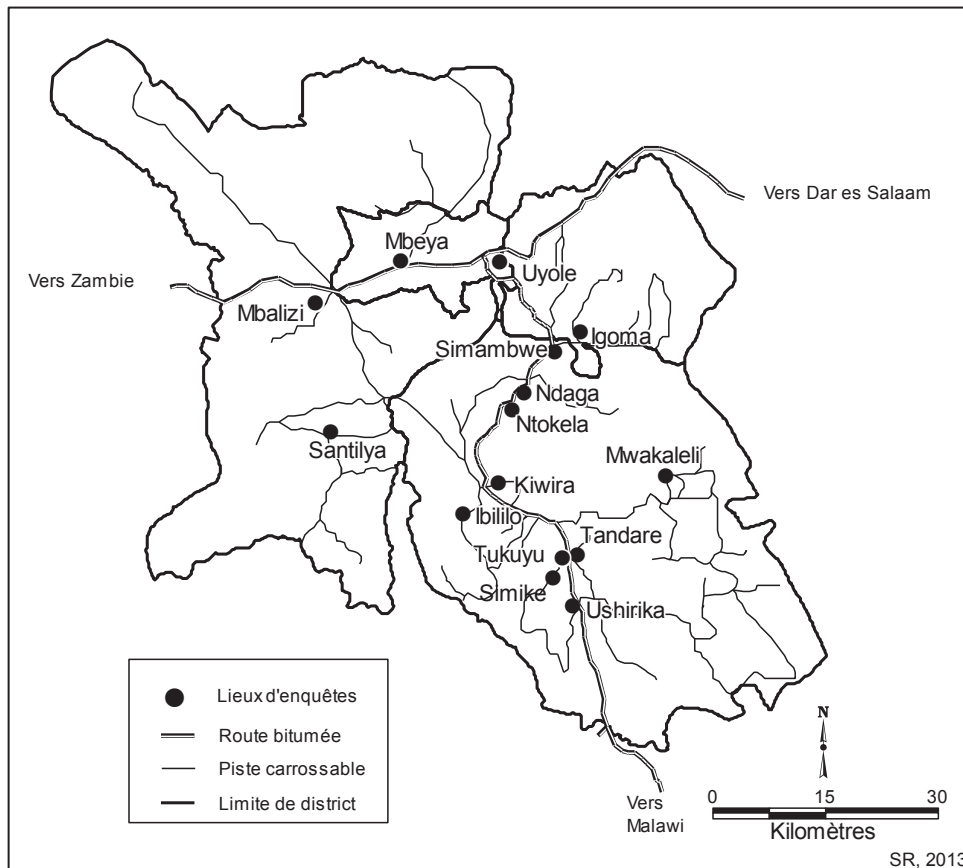 Vers Dar es Salaam
Mbeya
Uyole
Vers Zambie
Mbalizi
Igoma
Simambwe
Ndaga
Ntokela
Santilya
Mwakaleli
Kiwira
Ibililo
Tandare
Tukuyu
Simike
Ushirika
Lieux d'enquêtes
Route bitumée
Piste carrossable
Limite de district
N
0 15 30
Kilomètres
Vers
Malawi
SR, 2013